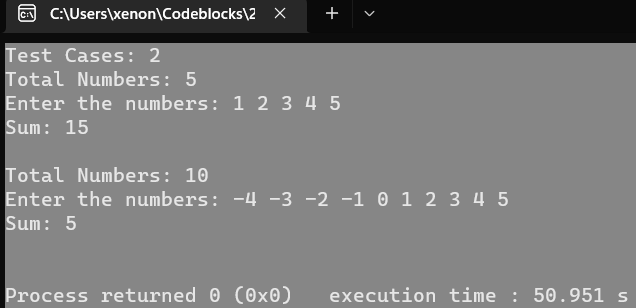 C:\Users\xenon\Codeblocks\2
Test Cases: 2
Total Numbers: 5
Enter the numbers: 1 2 3 4 5
Sum: 15
Total Numbers: 10
Enter the numbers: -4 -3 -2 -1 0 1 2 3 4 5
Sum: 5
Process returned 0 (0x0)   execution time : 50.951 s